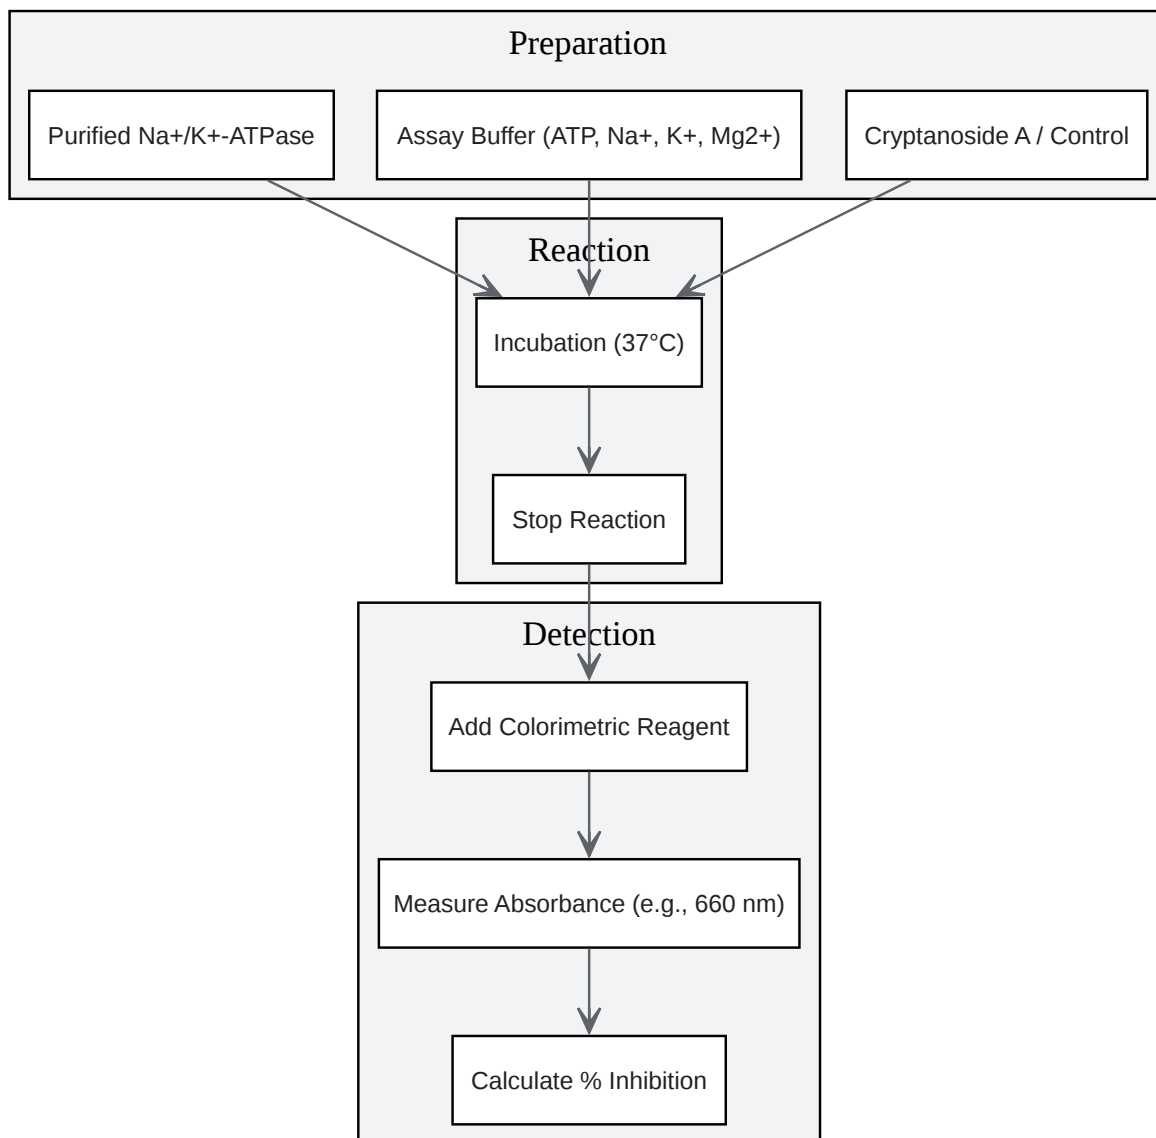 Preparation
Purified Na+/K+-ATPase
Assay Buffer (ATP, Na+, K+, Mg2+)
Cryptanoside A / Control
Reaction
Incubation (37°C)
Stop Reaction
Detection
Add Colorimetric Reagent
Measure Absorbance (e.g., 660 nm)
Calculate % Inhibition